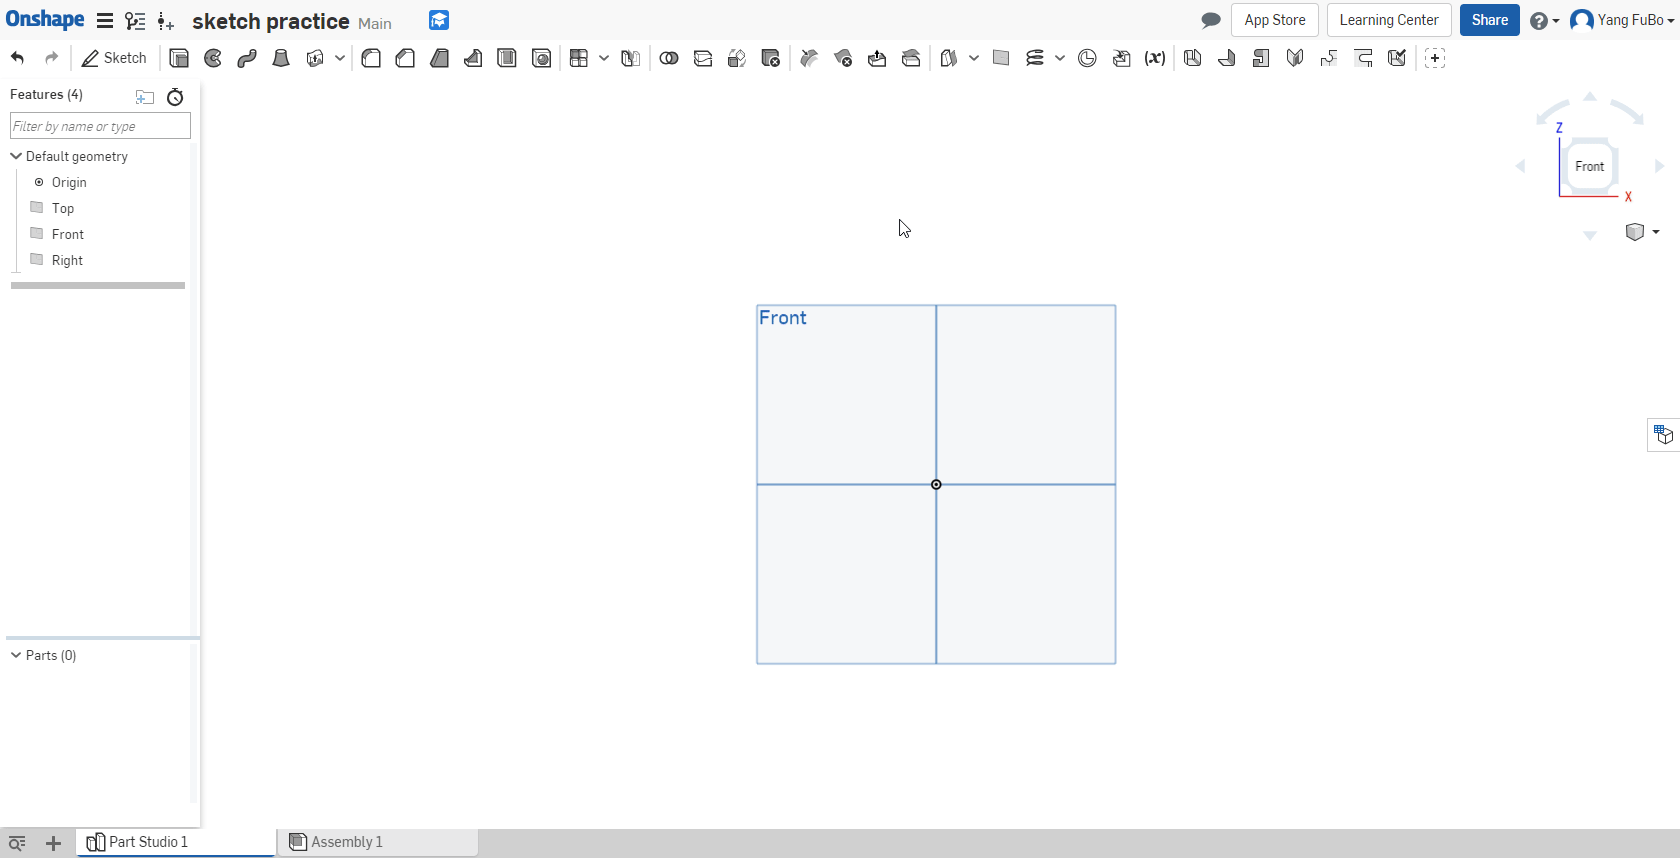 Onshape sketch practice Main App Store Learning Center Share Yang FuBo
Sketch (x)
Features (4)
Filter by name or type
Default geometry
Origin
Top
Front
Right
Parts (0)
Front
Z
Front
X
Part Studio 1 Assembly 1